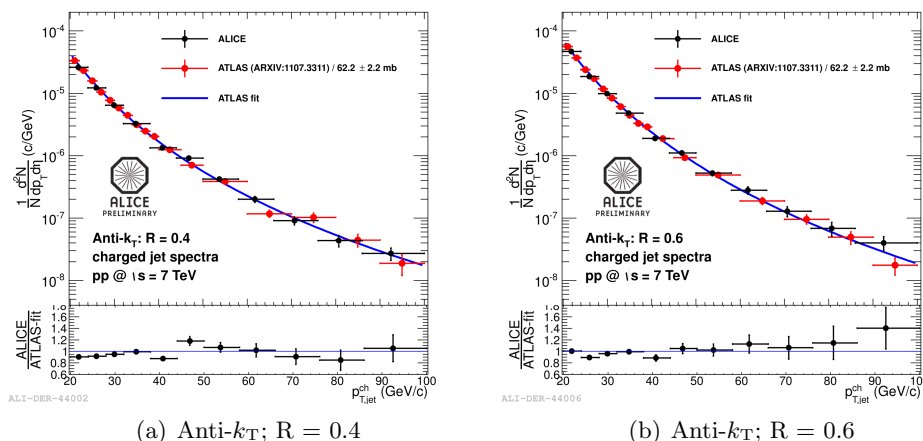 ALICE
ATLAS (ARXIV:1107.3311) / 62.2 ± 2.2 mb
ATLAS fit
1/N d²N/dp_T dη (c/GeV)
10⁻⁴
10⁻⁵
10⁻⁶
10⁻⁷
10⁻⁸
ALICE
PRELIMINARY
Anti-k_T: R = 0.4
charged jet spectra
pp @ \s = 7 TeV
ALICE/ATLAS-fit
1.8
1.6
1.4
1.2
1
0.8
0.6
20 30 40 50 60 70 80 90 100
p_T,jet^ch (GeV/c)
ALI-DER-44002
(a) Anti-k_T; R = 0.4
ALICE
ATLAS (ARXIV:1107.3311) / 62.2 ± 2.2 mb
ATLAS fit
1/N d²N/dp_T dη (c/GeV)
10⁻⁴
10⁻⁵
10⁻⁶
10⁻⁷
10⁻⁸
ALICE
PRELIMINARY
Anti-k_T: R = 0.6
charged jet spectra
pp @ \s = 7 TeV
ALICE/ATLAS-fit
1.8
1.6
1.4
1.2
1
0.8
0.6
20 30 40 50 60 70 80 90 10
p_T,jet^ch (GeV/c)
ALI-DER-44006
(b) Anti-k_T; R = 0.6